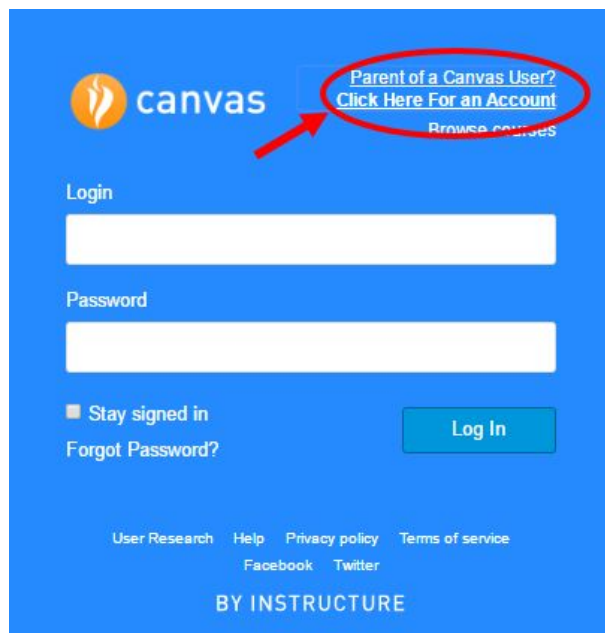 Parent of a Canvas User?
canvas
Click Here For an Account
Browse courses
Login
Password
Stay signed in
Log In
Forgot Password?
User Research Help Privacy policy Terms of service
Facebook Twitter
BY INSTRUCTURE